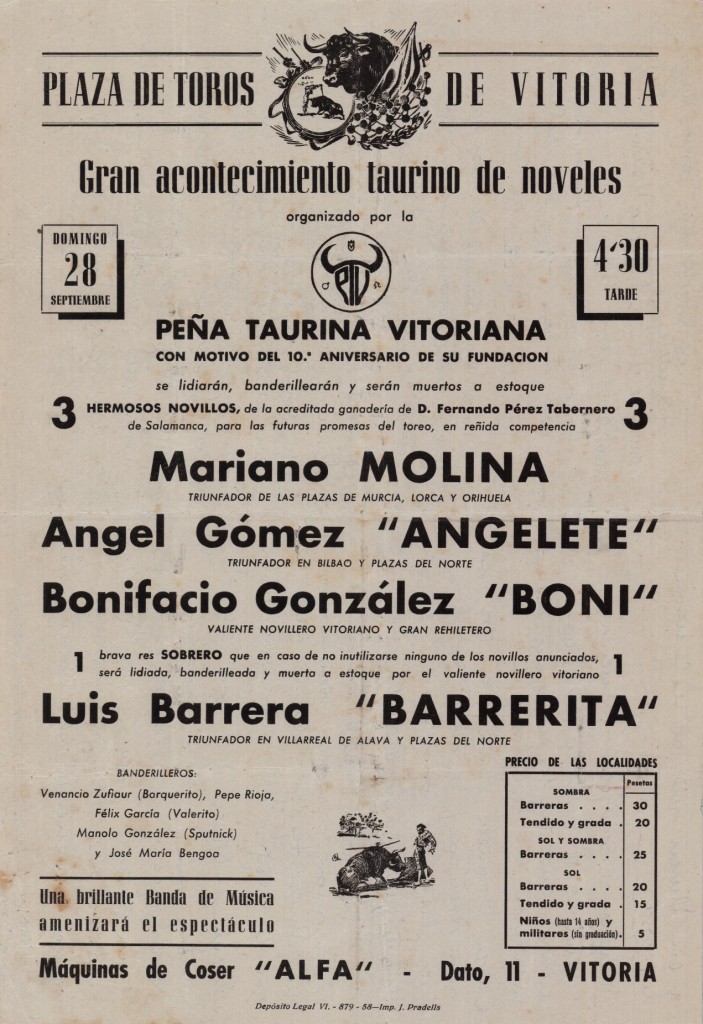 PLAZA DE TOROS DE VITORIA
Gran acontecimiento taurino de noveles
organizado por la
DOMINGO
28
SEPTIEMBRE
4'30
TARDE
PTV
PEÑA TAURINA VITORIANA
CON MOTIVO DEL 10.º ANIVERSARIO DE SU FUNDACION
se lidiarán, banderillearán y serán muertos a estoque
3 HERMOSOS NOVILLOS, de la acreditada ganadería de D. Fernando Pérez Tabernero 3
de Salamanca, para las futuras promesas del toreo, en reñida competencia
Mariano MOLINA
TRIUNFADOR DE LAS PLAZAS DE MURCIA, LORCA Y ORIHUELA
Angel Gómez "ANGELETE"
TRIUNFADOR EN BILBAO Y PLAZAS DEL NORTE
Bonifacio González "BONI"
VALIENTE NOVILLERO VITORIANO Y GRAN REHILETERO
1 brava res SOBRERO que en caso de no inutilizarse ninguno de los novillos anunciados, 1
será lidiada, banderilleada y muerta a estoque por el valiente novillero vitoriano
Luis Barrera "BARRERITA"
TRIUNFADOR EN VILLARREAL DE ALAVA Y PLAZAS DEL NORTE
BANDERILLEROS:
Venancio Zufiaur (Barquerito), Pepe Rioja,
Félix García (Valerito)
Manolo González (Sputnick)
y José María Bengoa
Una brillante Banda de Música
amenizará el espectáculo
PRECIO DE LAS LOCALIDADES
Pesetas
SOMBRA
Barreras . . . . 30
Tendido y grada . 20
SOL Y SOMBRA
Barreras . . . . 25
SOL
Barreras . . . . 20
Tendido y grada . 15
Niños (hasta 14 años) y
militares (sin graduación). 5
Máquinas de Coser "ALFA" - Dato, 11 - VITORIA
Depósito Legal VI. - 879 - 58—Imp. J. Pradells